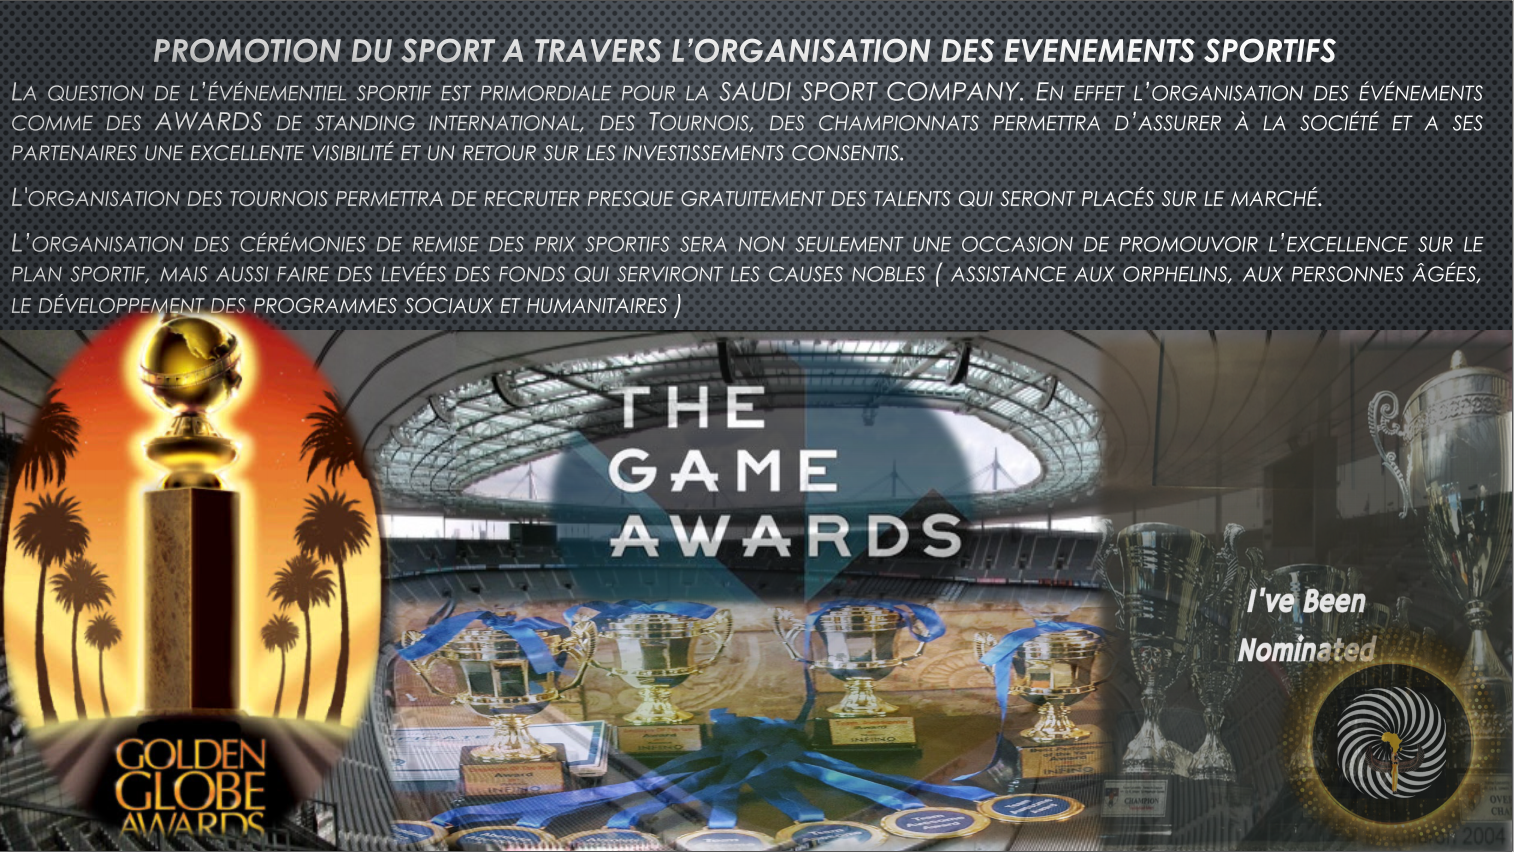 PROMOTION DU SPORT A TRAVERS L'ORGANISATION DES EVENEMENTS SPORTIFS
LA QUESTION DE L'ÉVÉNEMENTIEL SPORTIF EST PRIMORDIALE POUR LA SAUDI SPORT COMPANY. EN EFFET L'ORGANISATION DES ÉVÉNEMENTS
COMME DES AWARDS DE STANDING INTERNATIONAL, DES TOURNOIS, DES CHAMPIONNATS PERMETTRA D'ASSURER À LA SOCIÉTÉ ET A SES
PARTENAIRES UNE EXCELLENTE VISIBILITÉ ET UN RETOUR SUR LES INVESTISSEMENTS CONSENTIS.
L'ORGANISATION DES TOURNOIS PERMETTRA DE RECRUTER PRESQUE GRATUITEMENT DES TALENTS QUI SERONT PLACÉS SUR LE MARCHÉ.
L'ORGANISATION DES CÉRÉMONIES DE REMISE DES PRIX SPORTIFS SERA NON SEULEMENT UNE OCCASION DE PROMOUVOIR L'EXCELLENCE SUR LE
PLAN SPORTIF, MAIS AUSSI FAIRE DES LEVÉES DES FONDS QUI SERVIRONT LES CAUSES NOBLES ( ASSISTANCE AUX ORPHELINS, AUX PERSONNES ÂGÉES,
LE DÉVELOPPEMENT DES PROGRAMMES SOCIAUX ET HUMANITAIRES )
THE
GAME
AWARDS
I've Been
Nominated
GOLDEN
GLOBE
AWARDS
Award
INFINO
CHAMPION
2004